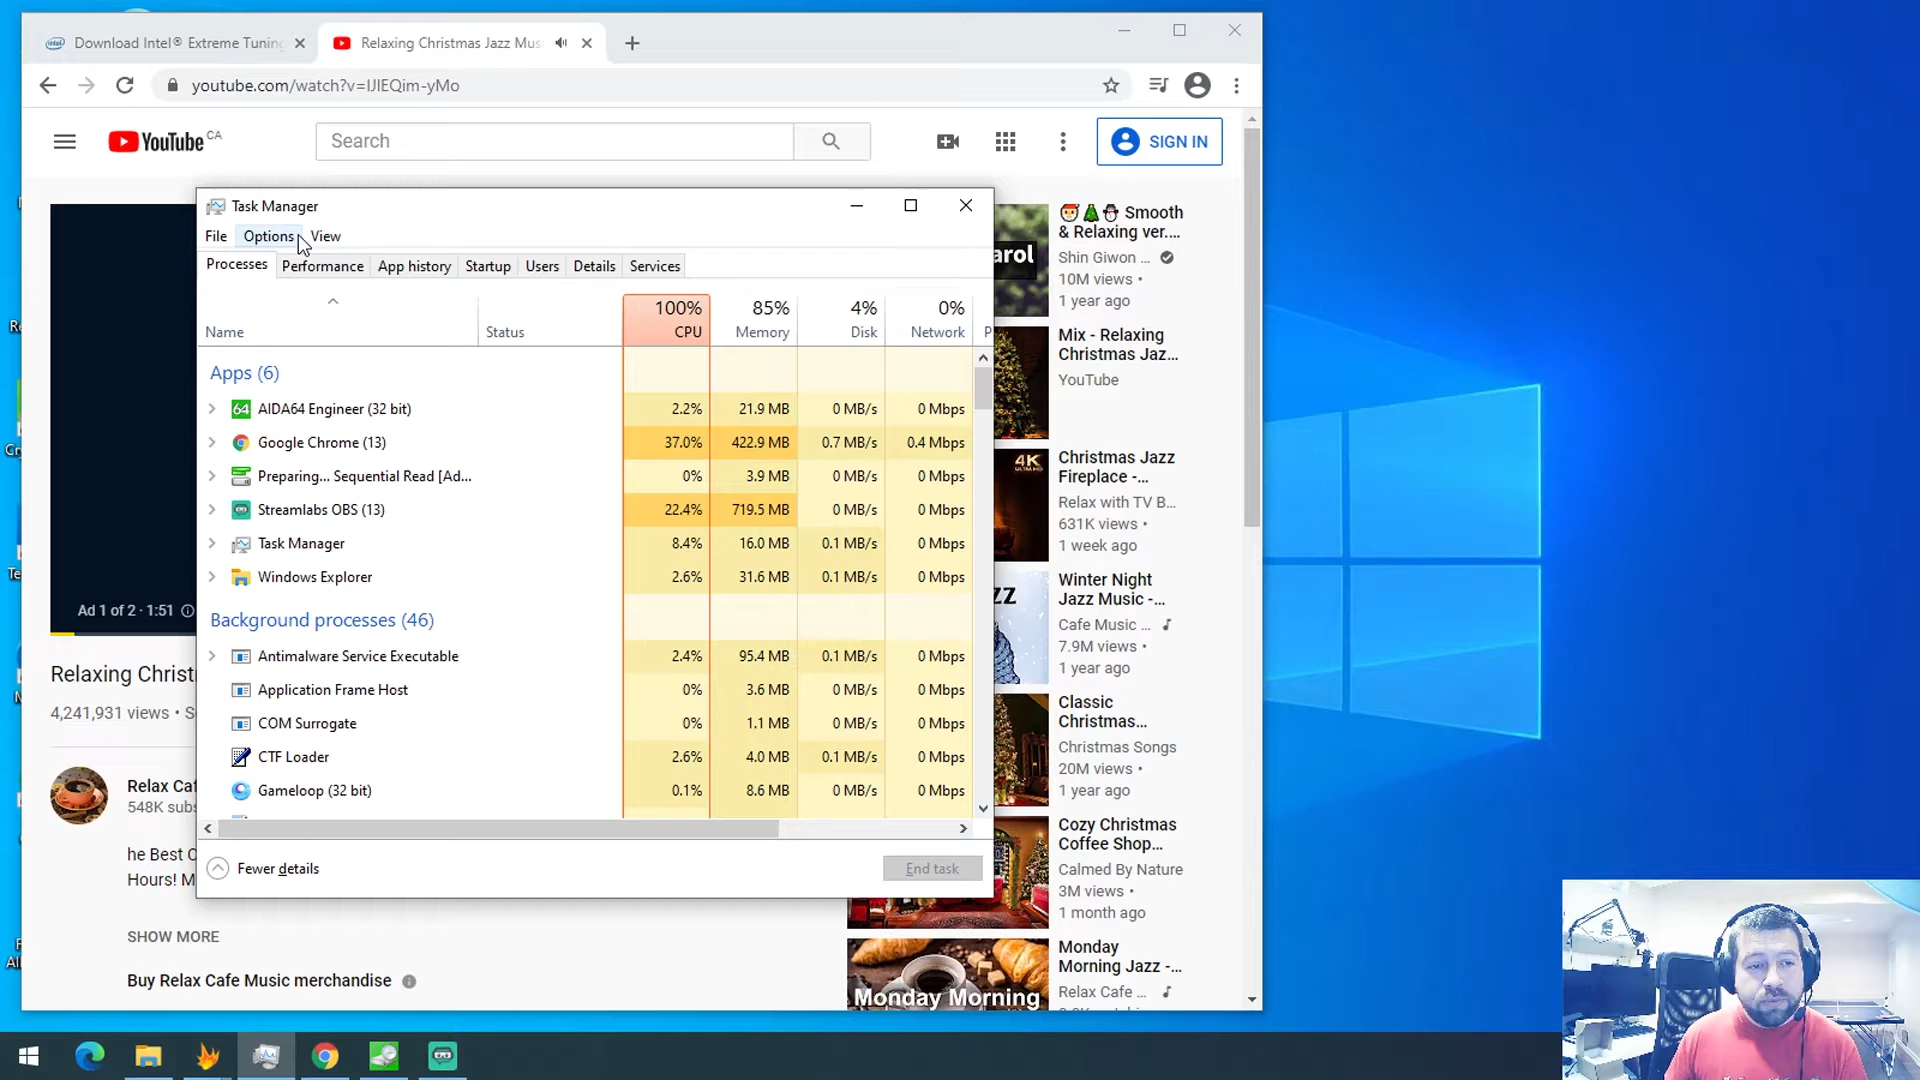 Download Intel® Extreme Tuning
Relaxing Christmas Jazz Mus
youtube.com/watch?v=IJlEQim-yMo
YouTube CA
Search
SIGN IN
Task Manager
File Options View
Processes Performance App history Startup Users Details Services
100% 85% 4% 0%
Name Status CPU Memory Disk Network P
Apps (6)
AIDA64 Engineer (32 bit) 2.2% 21.9 MB 0 MB/s 0 Mbps
Google Chrome (13) 37.0% 422.9 MB 0.7 MB/s 0.4 Mbps
Preparing... Sequential Read [Ad... 0% 3.9 MB 0 MB/s 0 Mbps
Streamlabs OBS (13) 22.4% 719.5 MB 0 MB/s 0 Mbps
Task Manager 8.4% 16.0 MB 0.1 MB/s 0 Mbps
Windows Explorer 2.6% 31.6 MB 0.1 MB/s 0 Mbps
Background processes (46)
Antimalware Service Executable 2.4% 95.4 MB 0.1 MB/s 0 Mbps
Application Frame Host 0% 3.6 MB 0 MB/s 0 Mbps
COM Surrogate 0% 1.1 MB 0 MB/s 0 Mbps
CTF Loader 2.6% 4.0 MB 0.1 MB/s 0 Mbps
Gameloop (32 bit) 0.1% 8.6 MB 0 MB/s 0 Mbps
Fewer details
End task
Ad 1 of 2 · 1:51
Relaxing Christ
4,241,931 views • S
Relax Caf
548K subs
he Best C
Hours! M
SHOW MORE
Buy Relax Cafe Music merchandise
arol
Smooth
& Relaxing ver....
Shin Giwon ...
10M views •
1 year ago
Mix - Relaxing
Christmas Jaz...
YouTube
4K
ULTRA HD
Christmas Jazz
Fireplace -...
Relax with TV B...
631K views •
1 week ago
ZZ
Winter Night
Jazz Music -...
Cafe Music ...
7.9M views •
1 year ago
Classic
Christmas...
Christmas Songs
20M views •
1 year ago
Cozy Christmas
Coffee Shop...
Calmed By Nature
3M views •
1 month ago
Monday Morning
Monday
Morning Jazz -...
Relax Cafe ...